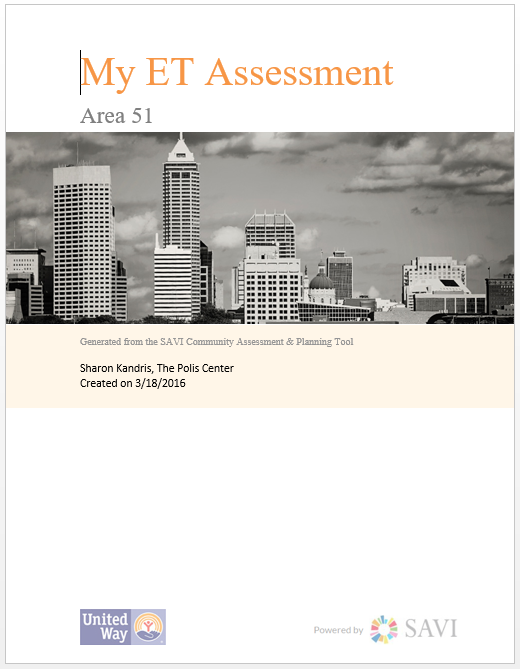 My ET Assessment
Area 51
Generated from the SAVI Community Assessment & Planning Tool
Sharon Kandris, The Polis Center
Created on 3/18/2016
United
Way
Powered by SAVI